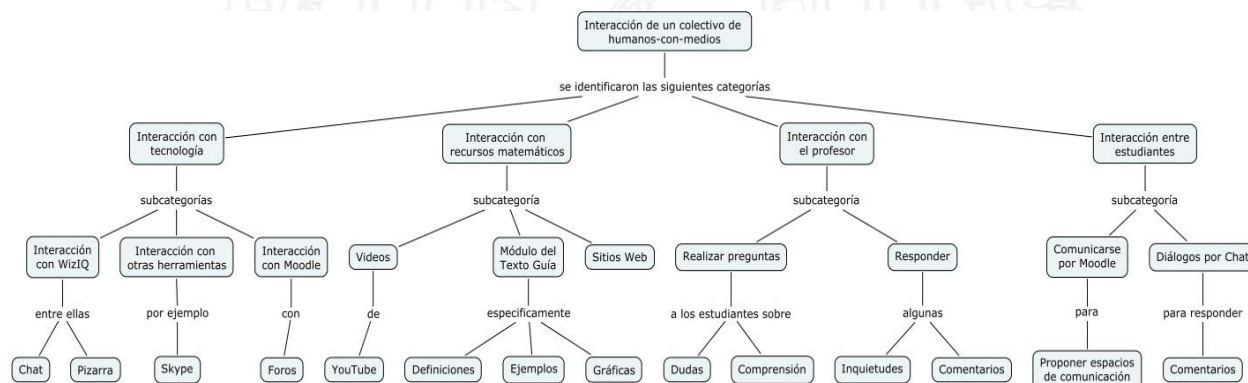 Interacción de un colectivo de
humanos-con-medios
se identificaron las siguientes categorías
Interacción con
tecnología
Interacción con
recursos matemáticos
Interacción con
el profesor
Interacción entre
estudiantes
subcategorías
subcategoría
subcategoría
subcategoría
Interacción
con WizIQ
Interacción con
otras herramientas
Interacción
con Moodle
Videos
Módulo del
Texto Guía
Sitios Web
Realizar preguntas
Responder
Comunicarse
por Moodle
Diálogos por Chat
entre ellas
por ejemplo
con
de
especificamente
a los estudiantes sobre
algunas
para
para responder
Chat
Pizarra
Skype
Foros
YouTube
Definiciones
Ejemplos
Gráficas
Dudas
Comprensión
Inquietudes
Comentarios
Proponer espacios
de comunicación
Comentarios